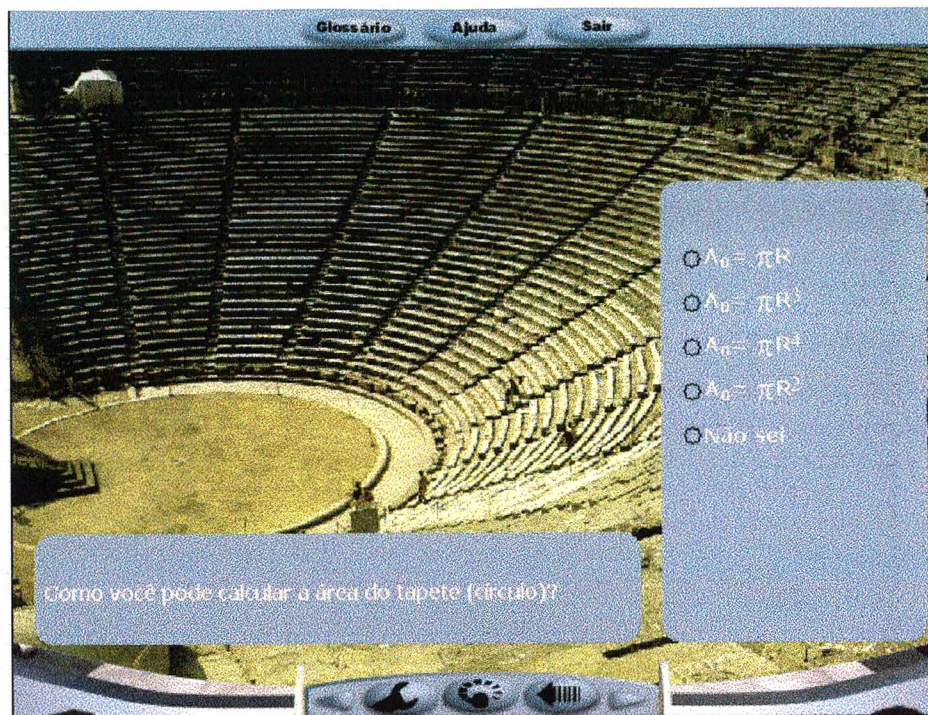 Glossário Ajuda Sair
A₀= πR
A₀= πR³
A₀= πR⁴
A₀= πR²
Não sei
Como você pode calcular a área do tapete (círculo)?